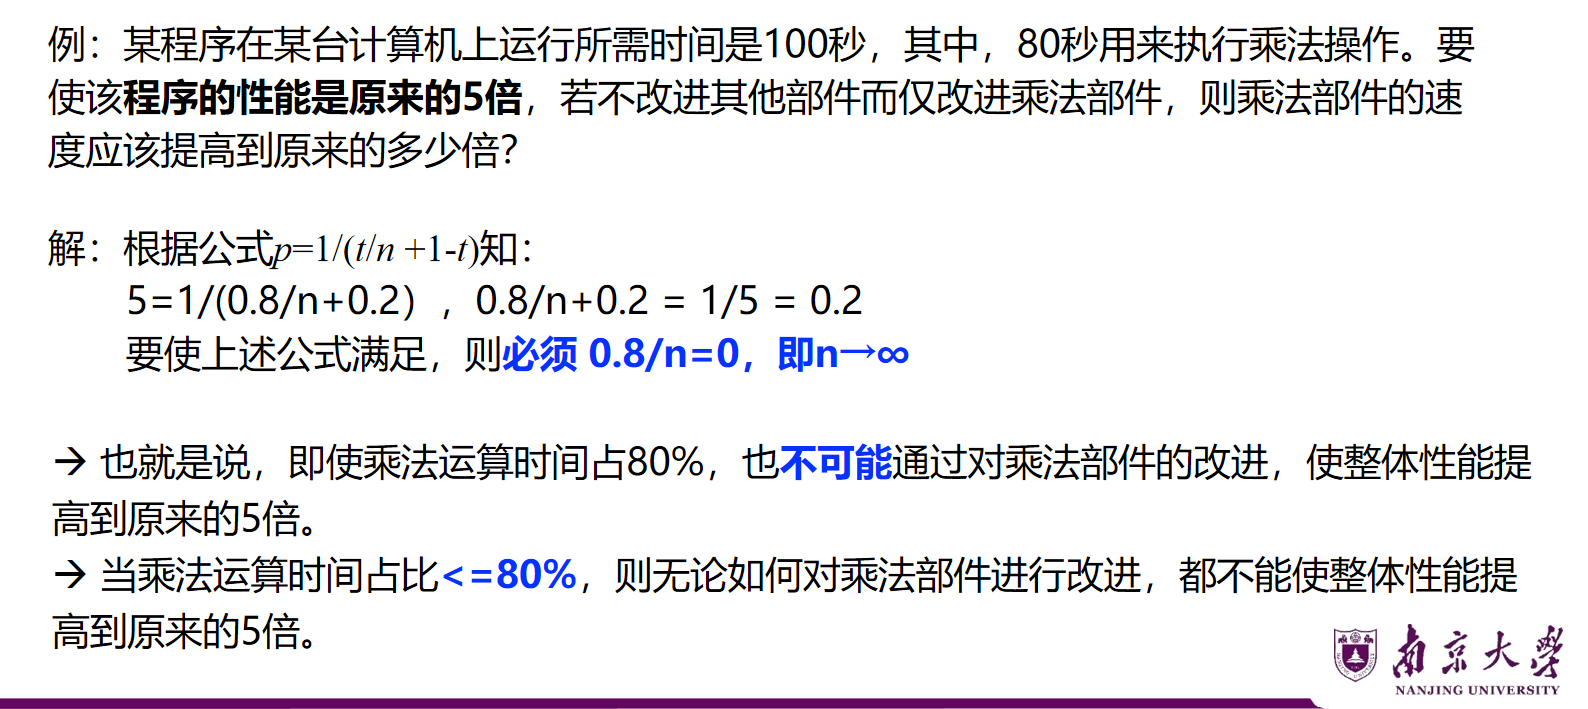 例：某程序在某台计算机上运行所需时间是100秒，其中，80秒用来执行乘法操作。要
使该程序的性能是原来的5倍，若不改进其他部件而仅改进乘法部件，则乘法部件的速
度应该提高到原来的多少倍？
解：根据公式p=1/(t/n +1-t)知：
5=1/(0.8/n+0.2），0.8/n+0.2 = 1/5 = 0.2
要使上述公式满足，则必须 0.8/n=0，即n→∞
→ 也就是说，即使乘法运算时间占80%，也不可能通过对乘法部件的改进，使整体性能提
高到原来的5倍。
→ 当乘法运算时间占比<=80%，则无论如何对乘法部件进行改进，都不能使整体性能提
高到原来的5倍。
南京大学
NANJING UNIVERSITY